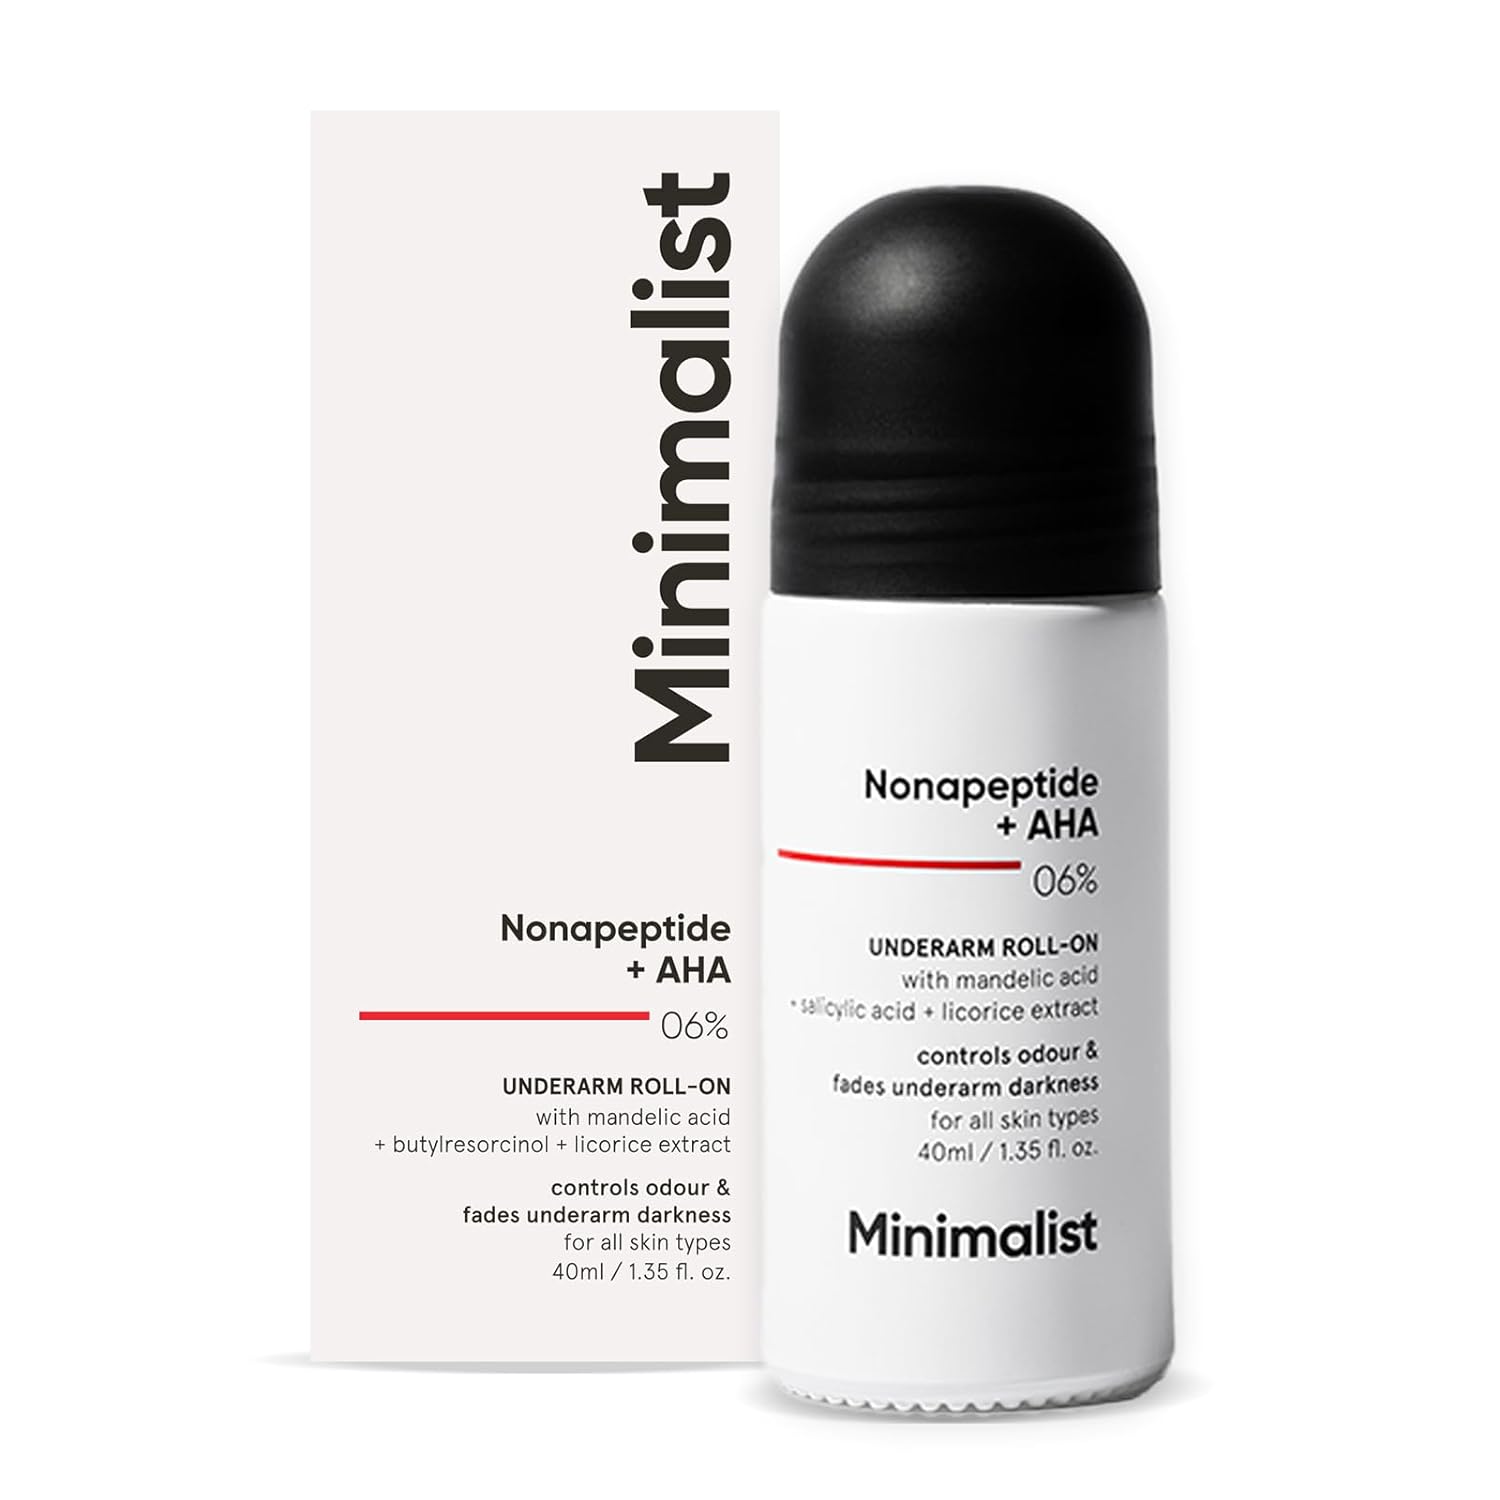 Minimalist
Nonapeptide
+ AHA
06%
UNDERARM ROLL-ON
with mandelic acid
+ butylresorcinol + licorice extract
controls odour &
fades underarm darkness
for all skin types
40ml / 1.35 fl. oz.
Nonapeptide
+ AHA
06%
UNDERARM ROLL-ON
with mandelic acid
+ salicylic acid + licorice extract
controls odour &
fades underarm darkness
for all skin types
40ml / 1.35 fl. oz.
Minimalist